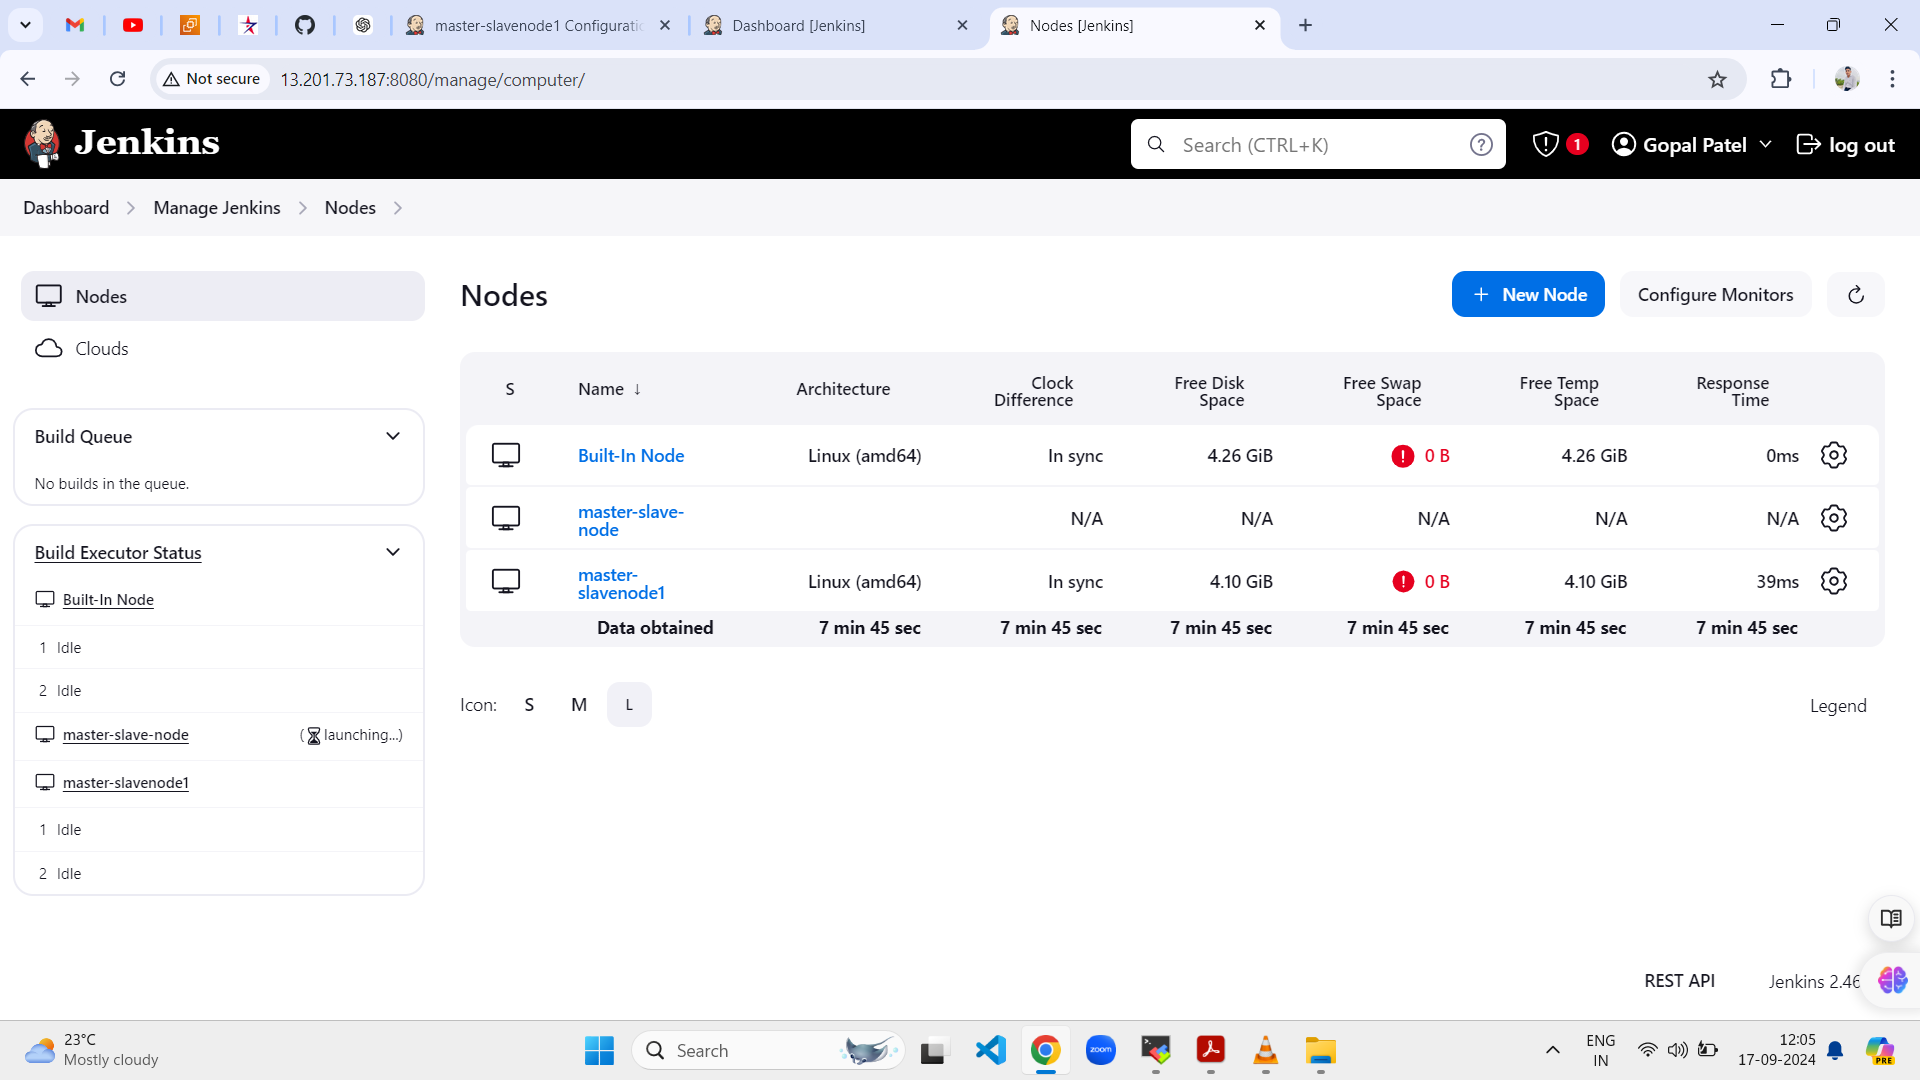 master-slavenode1 Configuratio
Dashboard [Jenkins]
Nodes [Jenkins]
Not secure
13.201.73.187:8080/manage/computer/
Jenkins
Search (CTRL+K)
1
Gopal Patel
log out
Dashboard
Manage Jenkins
Nodes
Nodes
Clouds
Build Queue
No builds in the queue.
Build Executor Status
Built-In Node
1 Idle
2 Idle
master-slave-node
( launching...)
master-slavenode1
1 Idle
2 Idle
Nodes
+ New Node
Configure Monitors
S Name ↓ Architecture Clock Difference Free Disk Space Free Swap Space Free Temp Space Response Time
Built-In Node Linux (amd64) In sync 4.26 GiB 0 B 4.26 GiB 0ms
master-slave-
node N/A N/A N/A N/A N/A
master-
slavenode1 Linux (amd64) In sync 4.10 GiB 0 B 4.10 GiB 39ms
Data obtained 7 min 45 sec 7 min 45 sec 7 min 45 sec 7 min 45 sec 7 min 45 sec 7 min 45 sec
Icon: S M L
Legend
REST API
Jenkins 2.46
23°C
Mostly cloudy
Search
zoom
ENG
IN
12:05
17-09-2024
PRE